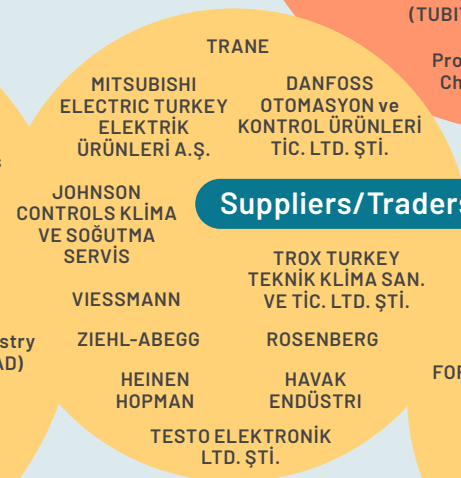 (TUBIT
Pro
Ch
TRANE
MITSUBISHI
ELECTRIC TURKEY
ELEKTRİK
ÜRÜNLERİ A.Ş.
DANFOSS
OTOMASYON ve
KONTROL ÜRÜNLERİ
TİC. LTD. ŞTİ.
JOHNSON
CONTROLS KLİMA
VE SOĞUTMA
SERVİS
Suppliers/Traders
TROX TURKEY
TEKNİK KLİMA SAN.
VE TİC. LTD. ŞTİ.
VIESSMANN
ZIEHL-ABEGG
ROSENBERG
stry
AD)
HEINEN
HOPMAN
HAVAK
ENDÜSTRI
FOR
TESTO ELEKTRONİK
LTD. ŞTİ.